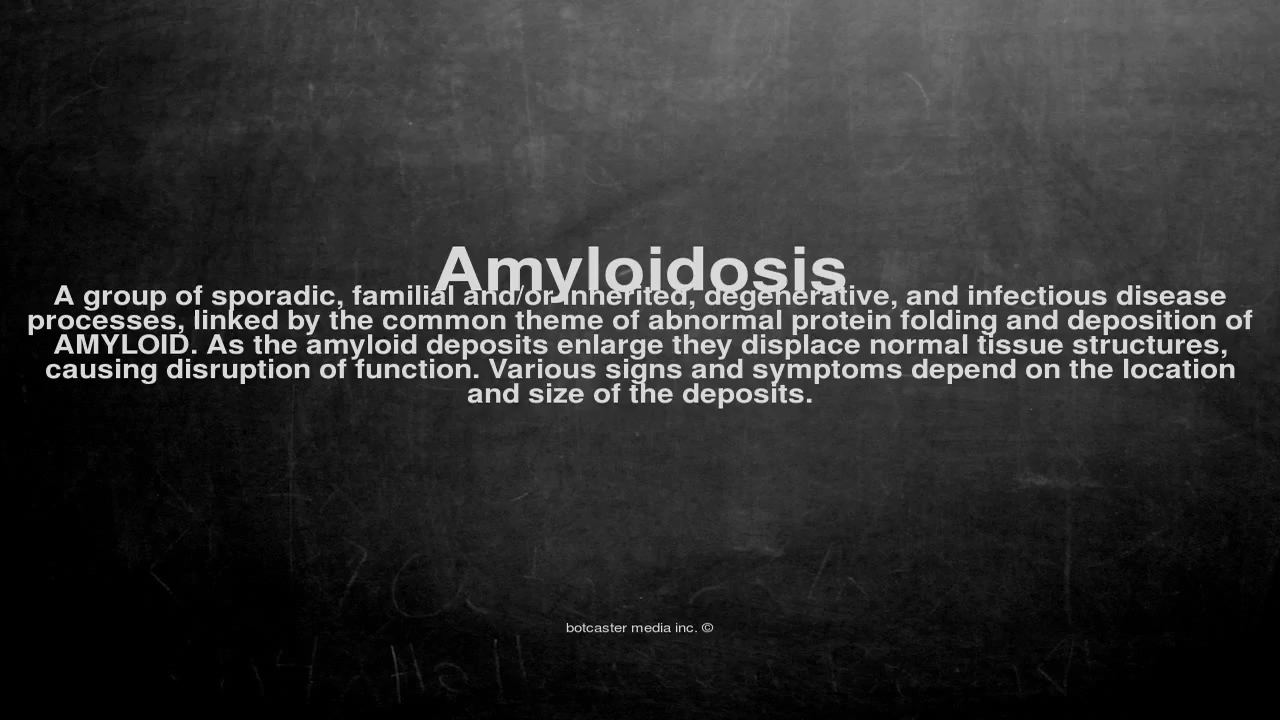 Amyloidosis
A group of sporadic, familial and/or inherited, degenerative, and infectious disease
processes, linked by the common theme of abnormal protein folding and deposition of
AMYLOID. As the amyloid deposits enlarge they displace normal tissue structures,
causing disruption of function. Various signs and symptoms depend on the location
and size of the deposits.
botcaster media inc. ©